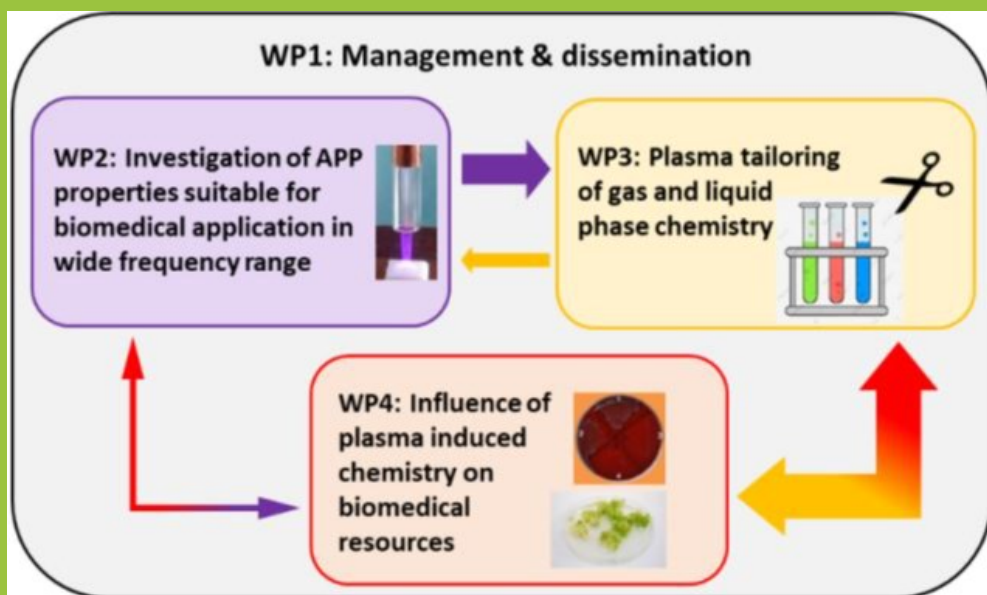 WP1: Management & dissemination
WP2: Investigation of APP
properties suitable for
biomedical application in
wide frequency range
WP3: Plasma tailoring
of gas and liquid
phase chemistry
WP4: Influence of
plasma induced
chemistry on
biomedical
resources